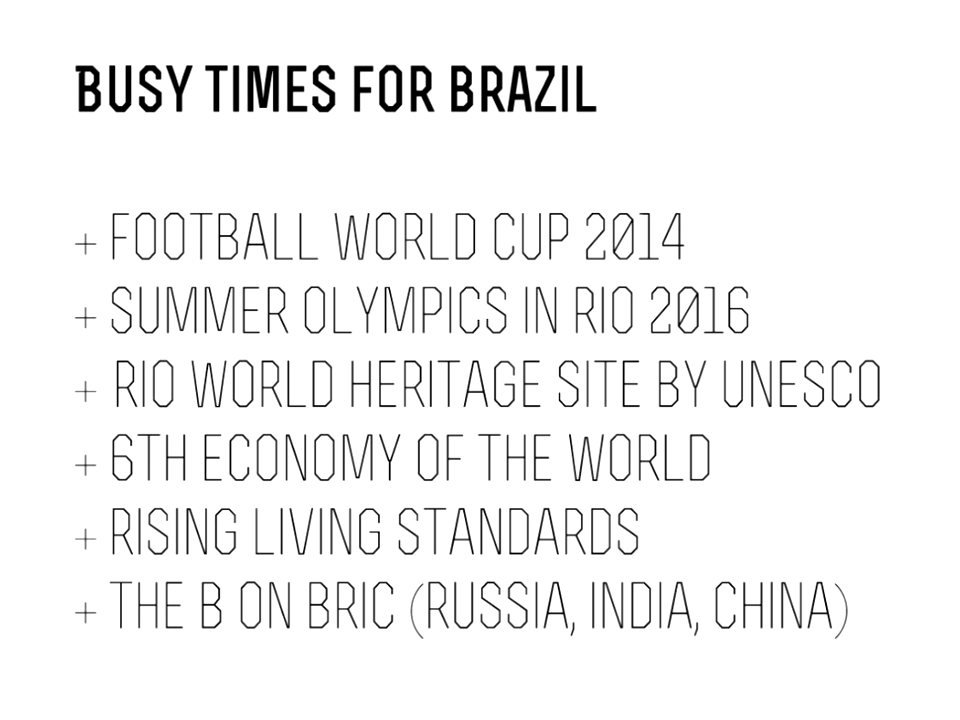 BUSY TIMES FOR BRAZIL
+ FOOTBALL WORLD CUP 2014
+ SUMMER OLYMPICS IN RIO 2016
+ RIO WORLD HERITAGE SITE BY UNESCO
+ 6TH ECONOMY OF THE WORLD
+ RISING LIVING STANDARDS
+ THE B ON BRIC (RUSSIA, INDIA, CHINA)